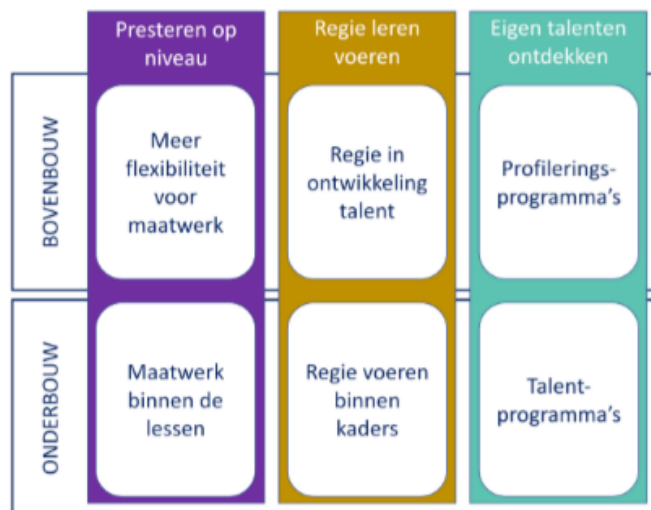 Presteren op
niveau
Regie leren
voeren
Eigen talenten
ontdekken
BOVENBOUW
Meer
flexibiliteit
voor
maatwerk
Regie in
ontwikkeling
talent
Profilerings-
programma's
ONDERBOUW
Maatwerk
binnen de
lessen
Regie voeren
binnen
kaders
Talent-
programma's